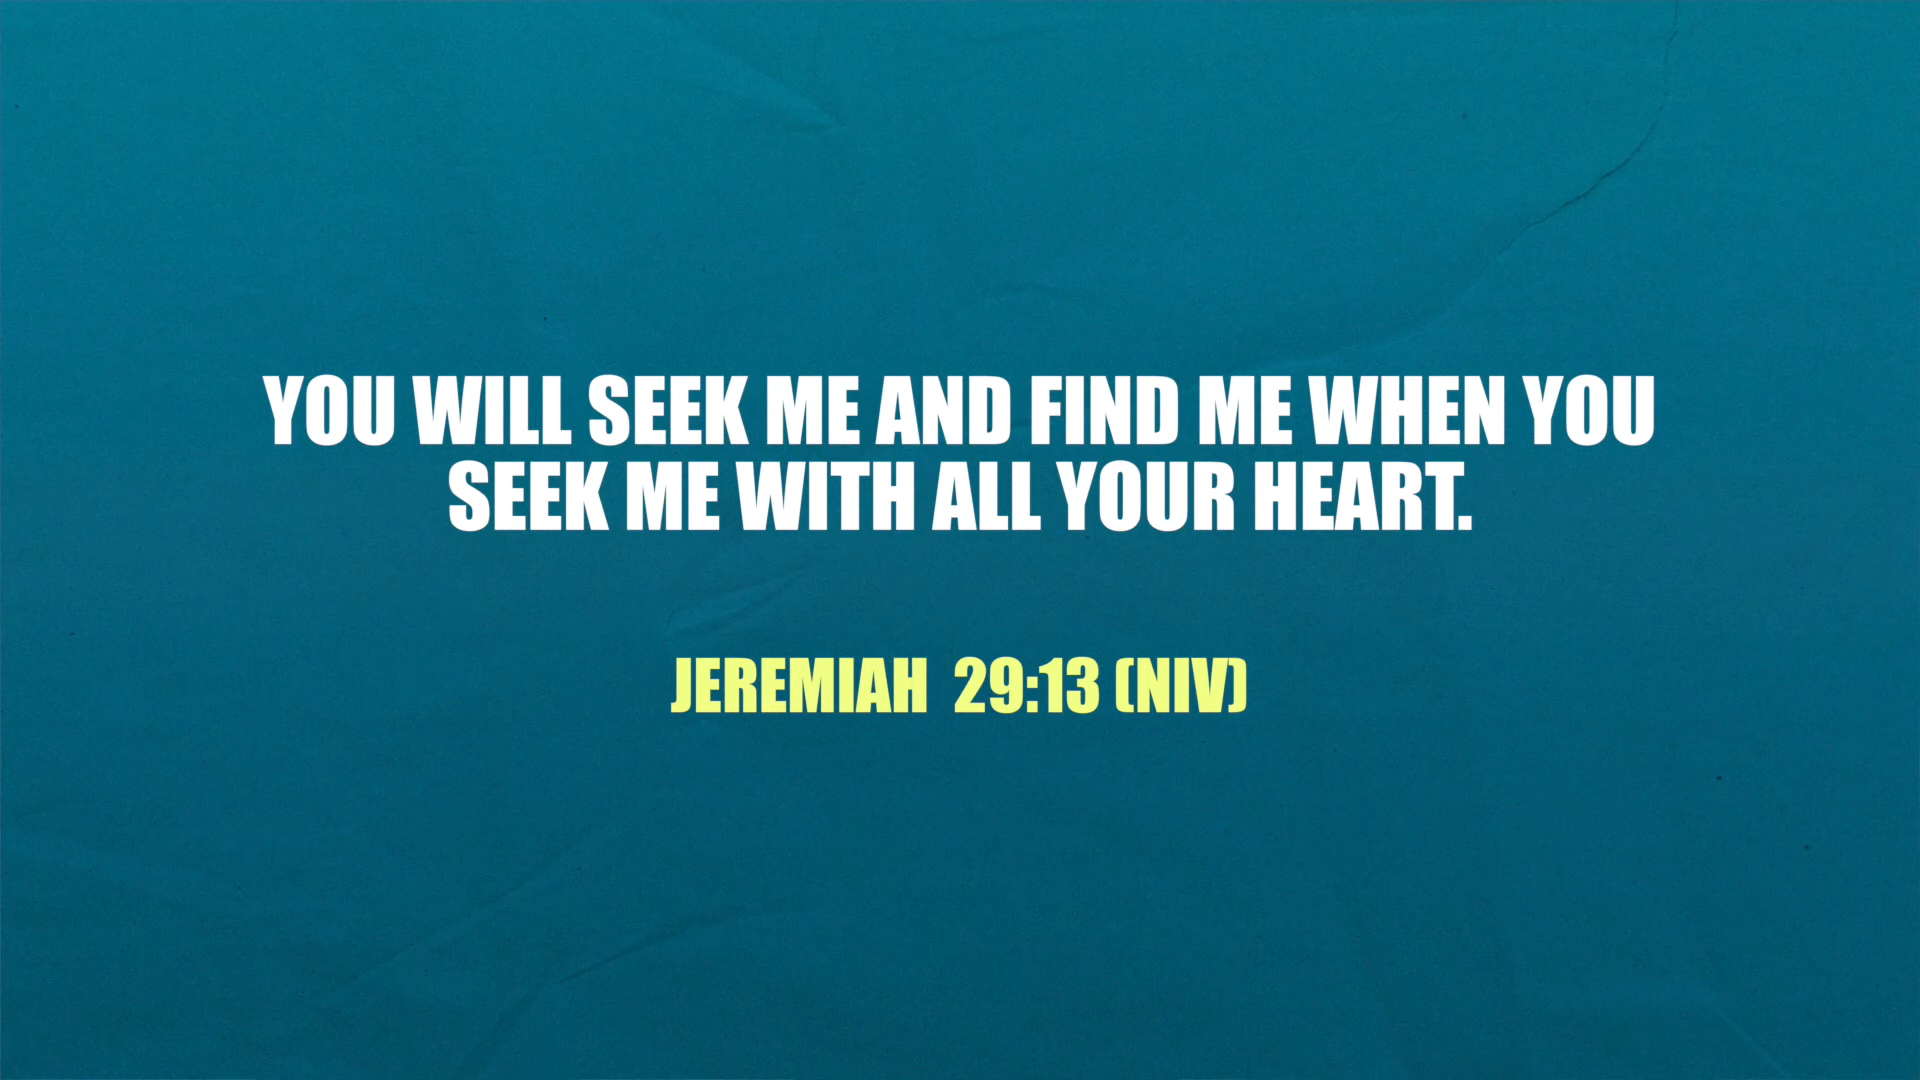 YOU WILL SEEK ME AND FIND ME WHEN YOU
SEEK ME WITH ALL YOUR HEART.
JEREMIAH  29:13 (NIV)